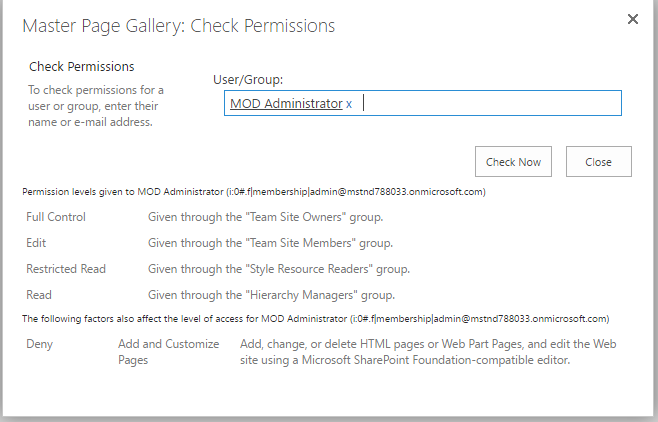 Master Page Gallery: Check Permissions
Check Permissions
To check permissions for a
user or group, enter their
name or e-mail address.
User/Group:
MOD Administrator x
Check Now Close
Permission levels given to MOD Administrator (i:0#.f|membership|admin@mstnd788033.onmicrosoft.com)
Full Control Given through the "Team Site Owners" group.
Edit Given through the "Team Site Members" group.
Restricted Read Given through the "Style Resource Readers" group.
Read Given through the "Hierarchy Managers" group.
The following factors also affect the level of access for MOD Administrator (i:0#.f|membership|admin@mstnd788033.onmicrosoft.com)
Deny Add and Customize Add, change, or delete HTML pages or Web Part Pages, and edit the Web
Pages site using a Microsoft SharePoint Foundation-compatible editor.